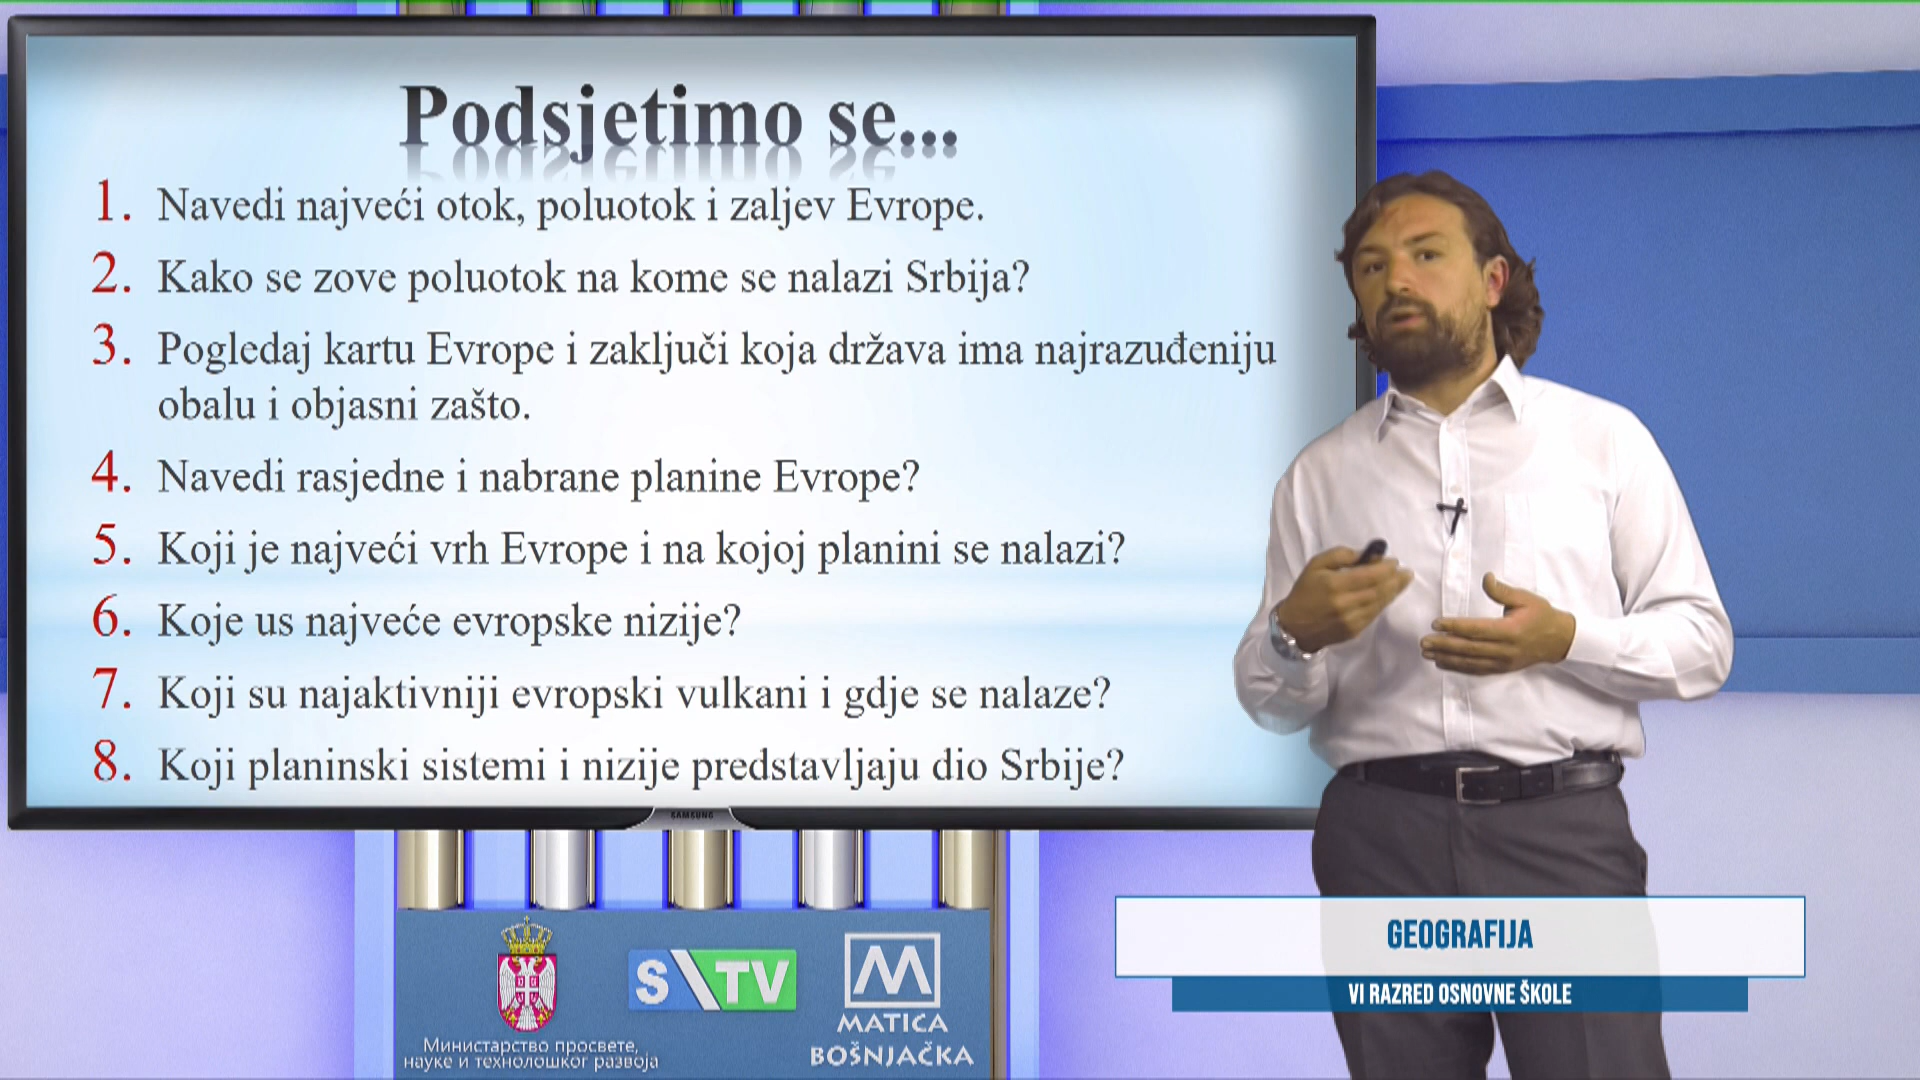 Podsjetimo se...
1. Navedi najveći otok, poluotok i zaljev Evrope.
2. Kako se zove poluotok na kome se nalazi Srbija?
3. Pogledaj kartu Evrope i zaključi koja država ima najrazuđeniju
obalu i objasni zašto.
4. Navedi rasjedne i nabrane planine Evrope?
5. Koji je najveći vrh Evrope i na kojoj planini se nalazi?
6. Koje us najveće evropske nizije?
7. Koji su najaktivniji evropski vulkani i gdje se nalaze?
8. Koji planinski sistemi i nizije predstavljaju dio Srbije?
SAMSUNG
Министарство просвете,
науке и технолошког развоја
S TV
M
MATICA
BOŠNJAČKA
GEOGRAFIJA
VI RAZRED OSNOVNE ŠKOLE